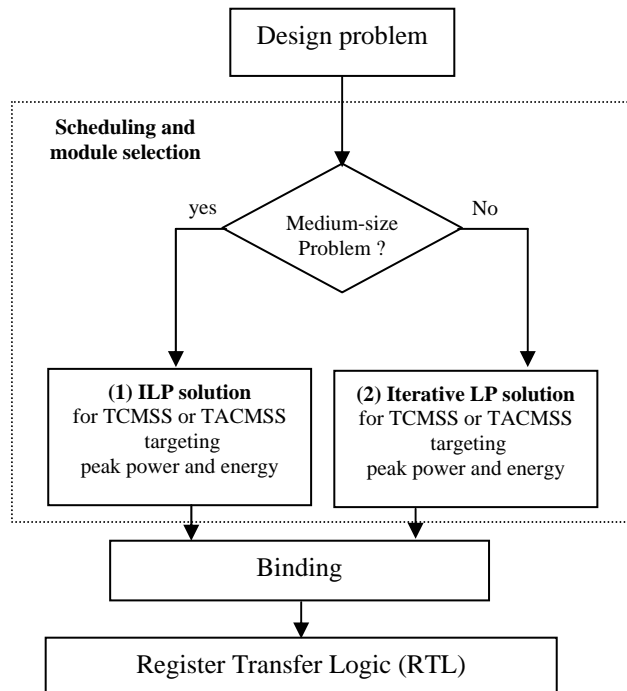 Design problem
Scheduling and
module selection
yes
No
Medium-size
Problem ?
(1) ILP solution
for TCMSS or TACMSS
targeting
peak power and energy
(2) Iterative LP solution
for TCMSS or TACMSS
targeting
peak power and energy
Binding
Register Transfer Logic (RTL)